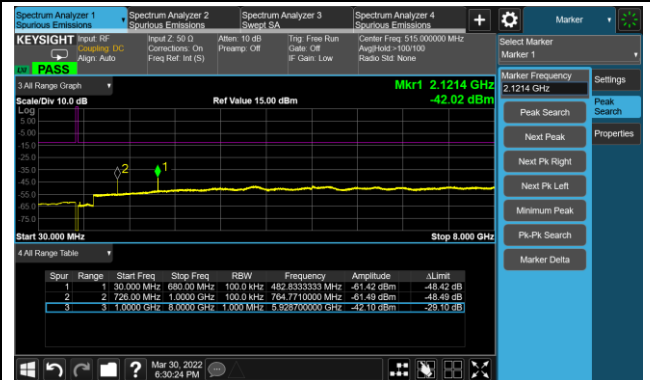 Spectrum Analyzer 1
Spurious Emissions
Spectrum Analyzer 2
Spurious Emissions
Spectrum Analyzer 3
Swept SA
Spectrum Analyzer 4
Spurious Emissions
+
Marker
KEYSIGHT
Input: RF
Coupling: DC
Align: Auto
Input Z: 50 Ω
Corrections: On
Freq Ref: Int (S)
Atten: 10 dB
Preamp: Off
Trig: Free Run
Gate: Off
IF Gain: Low
Center Freq: 515.000000 MHz
Avg|Hold:>100/100
Radio Std: None
PASS
3 All Range Graph
Mkr1 2.1214 GHz
Scale/Div 10.0 dB
Ref Value 15.00 dBm
-42.02 dBm
Log
5.00
-5.00
-15.0
-25.0
-35.0
-45.0
-55.0
-65.0
-75.0
2
1
Start 30.000 MHz
Stop 8.000 GHz
4 All Range Table
Spur Range Start Freq Stop Freq RBW Frequency Amplitude ΔLimit
1 1 30.000 MHz 680.00 MHz 100.0 kHz 482.8333333 MHz -61.42 dBm -48.42 dB
2 2 726.00 MHz 1.0000 GHz 100.0 kHz 764.7710000 MHz -61.49 dBm -48.49 dB
3 3 1.0000 GHz 8.0000 GHz 1.000 MHz 5.928700000 GHz -42.10 dBm -29.10 dB
Select Marker
Marker 1
Marker Frequency
2.1214 GHz
Peak Search
Next Peak
Next Pk Right
Next Pk Left
Minimum Peak
Pk-Pk Search
Marker Delta
Settings
Peak
Search
Properties
?
Mar 30, 2022
6:30:24 PM